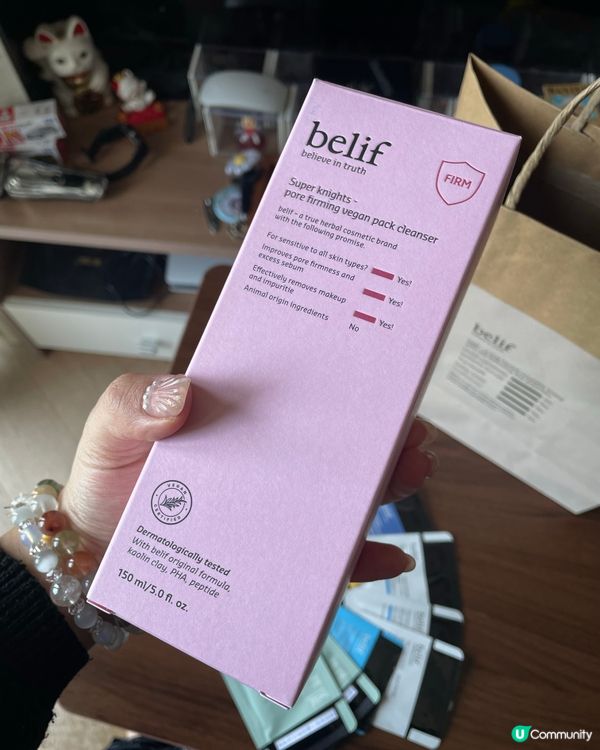 belif
believe in truth
FIRM
Super knights -
pore firming vegan pack cleanser
belif - a true herbal cosmetic brand
with the following promise.
For sensitive to all skin types? Yes!
Improves pore firmness and
excess sebum Yes!
Effectively removes makeup
and impuritie Yes!
Animal origin ingredients No
VEGAN
CERTIFIED
Dermatologically tested
With belif original formula,
kaolin clay, PHA, peptide
150 ml/5.0 fl. oz.
belif
belif
U Community